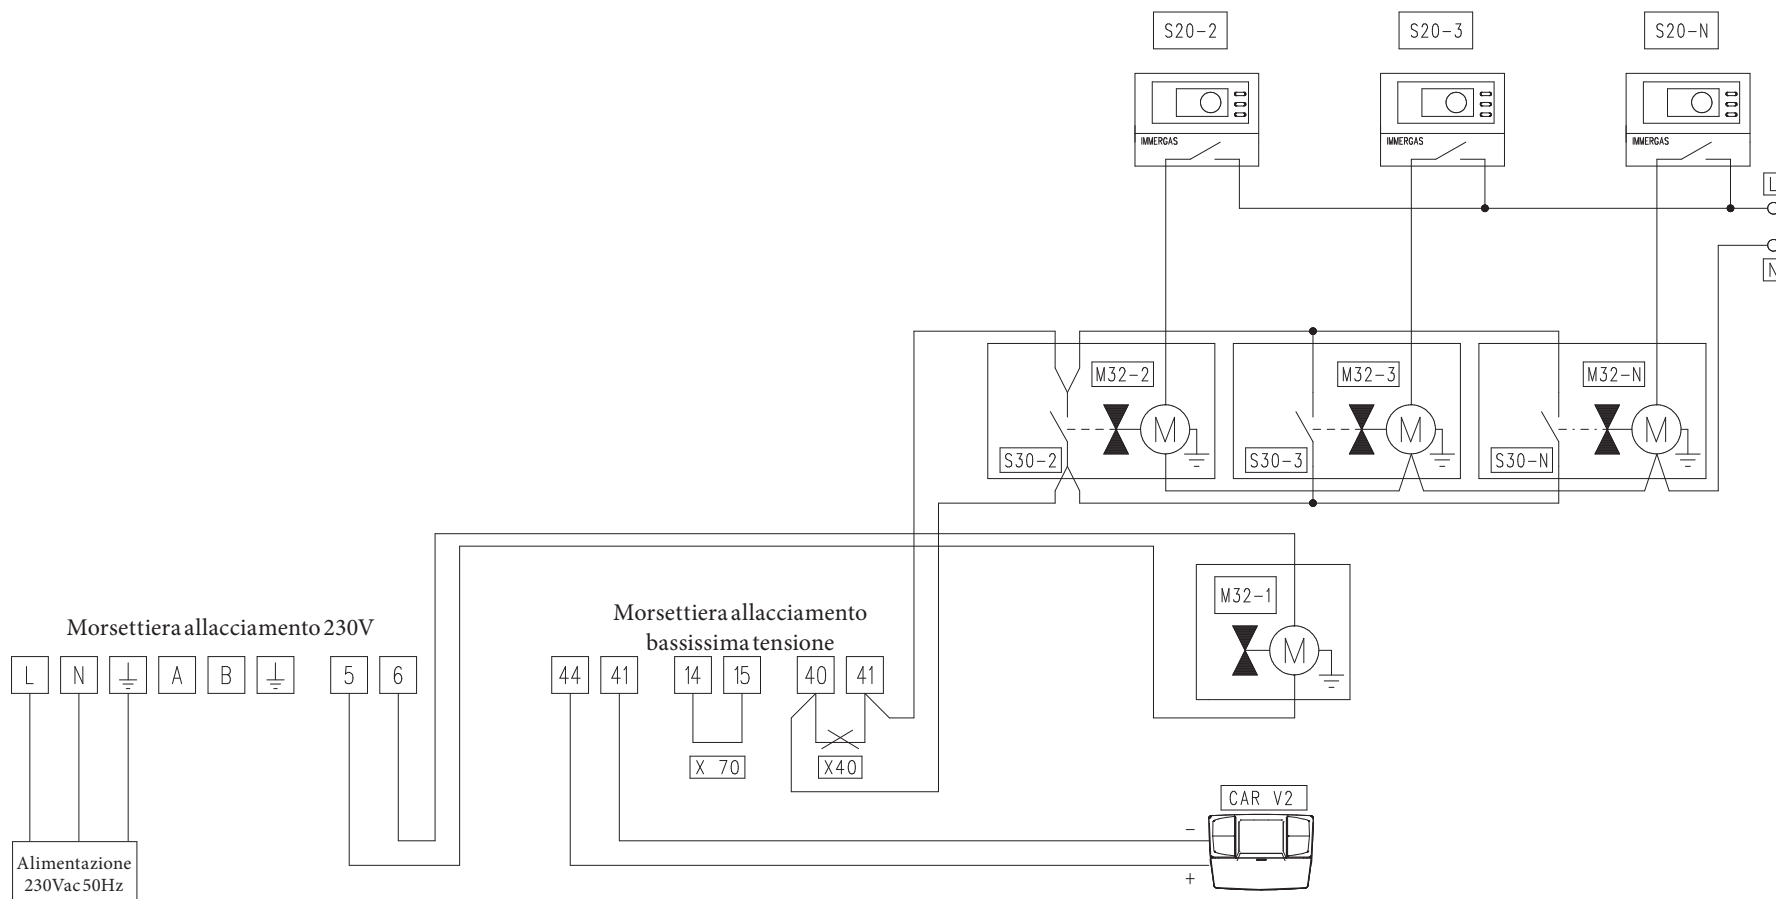 S20-2
S20-3
S20-N
IMMERGAS
IMMERGAS
IMMERGAS
L
N
M32-2
M32-3
M32-N
M
M
M
S30-2
S30-3
S30-N
M32-1
M
Morsettiera allacciamento 230V
L N A B 5 6
Morsettiera allacciamento
bassissima tensione
44 41 14 15 40 41
X 70
X40
CAR V2
-
+
Alimentazione
230Vac 50Hz